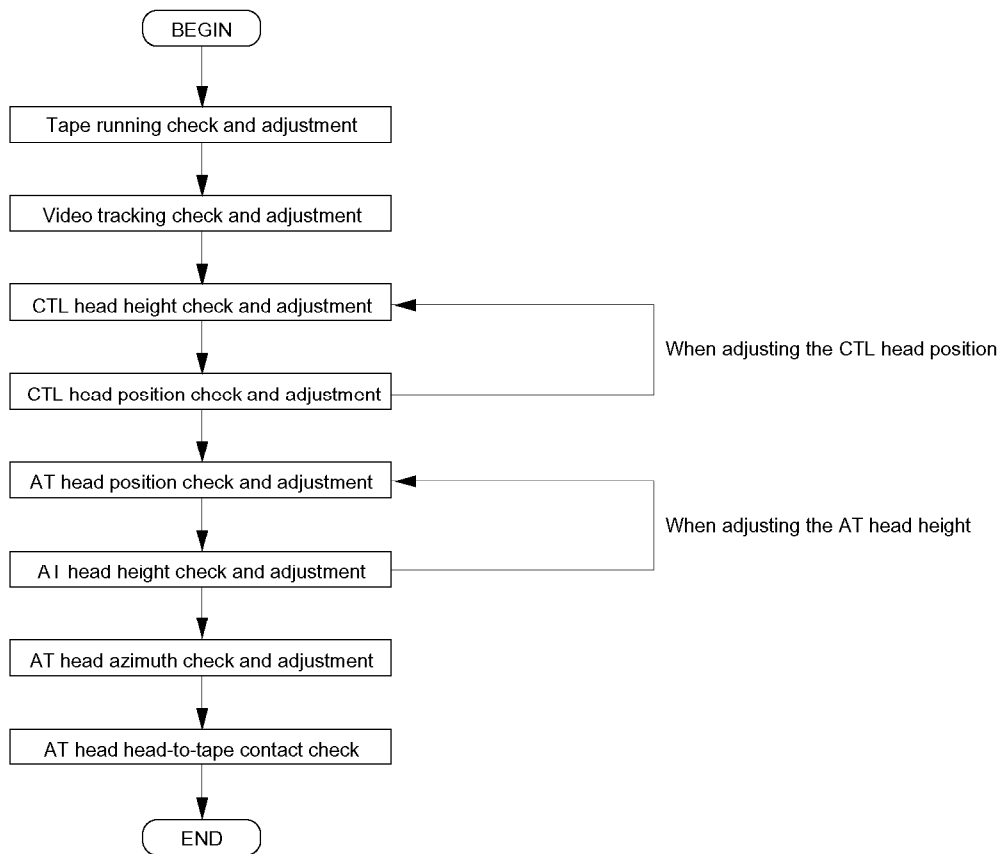 BEGIN
Tape running check and adjustment
Video tracking check and adjustment
CTL head height check and adjustment
When adjusting the CTL head position
CTL head position check and adjustment
AT head position check and adjustment
When adjusting the AT head height
AT head height check and adjustment
AT head azimuth check and adjustment
AT head head-to-tape contact check
END